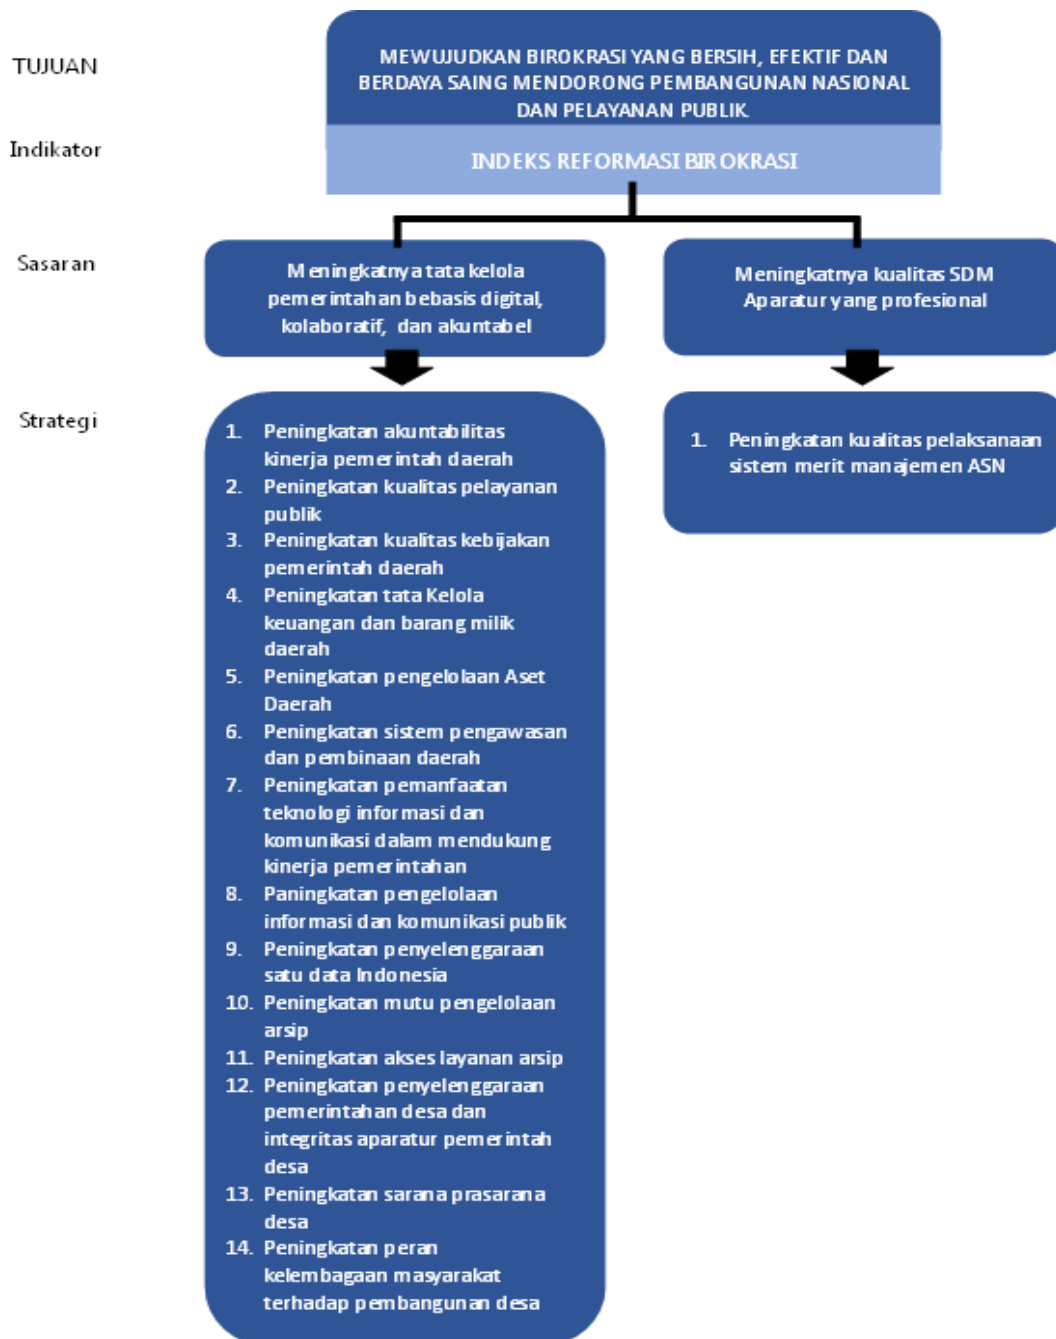 TUJUAN
MEWUJUDKAN BIROKRASI YANG BERSIH, EFEKTIF DAN
BERDAYA SAING MENDORONG PEMBANGUNAN NASIONAL
DAN PELAYANAN PUBLIK
Indikator
INDEKS REFORMASI BIROKRASI
Sasaran
Meningkatnya tata kelola
pemerintahan bebasis digital,
kolaboratif, dan akuntabel
Meningkatnya kualitas SDM
Aparatur yang profesional
Strategi
1. Peningkatan akuntabilitas
kinerja pemerintah daerah
2. Peningkatan kualitas pelayanan
publik
3. Peningkatan kualitas kebijakan
pemerintah daerah
4. Peningkatan tata Kelola
keuangan dan barang milik
daerah
5. Peningkatan pengelolaan Aset
Daerah
6. Peningkatan sistem pengawasan
dan pembinaan daerah
7. Peningkatan pemanfaatan
teknologi informasi dan
komunikasi dalam mendukung
kinerja pemerintahan
8. Paningkatan pengelolaan
informasi dan komunikasi publik
9. Peningkatan penyelenggaraan
satu data Indonesia
10. Peningkatan mutu pengelolaan
arsip
11. Peningkatan akses layanan arsip
12. Peningkatan penyelenggaraan
pemerintahan desa dan
integritas aparatur pemerintah
desa
13. Peningkatan sarana prasarana
desa
14. Peningkatan peran
kelembagaan masyarakat
terhadap pembangunan desa
1. Peningkatan kualitas pelaksanaan
sistem merit manajemen ASN